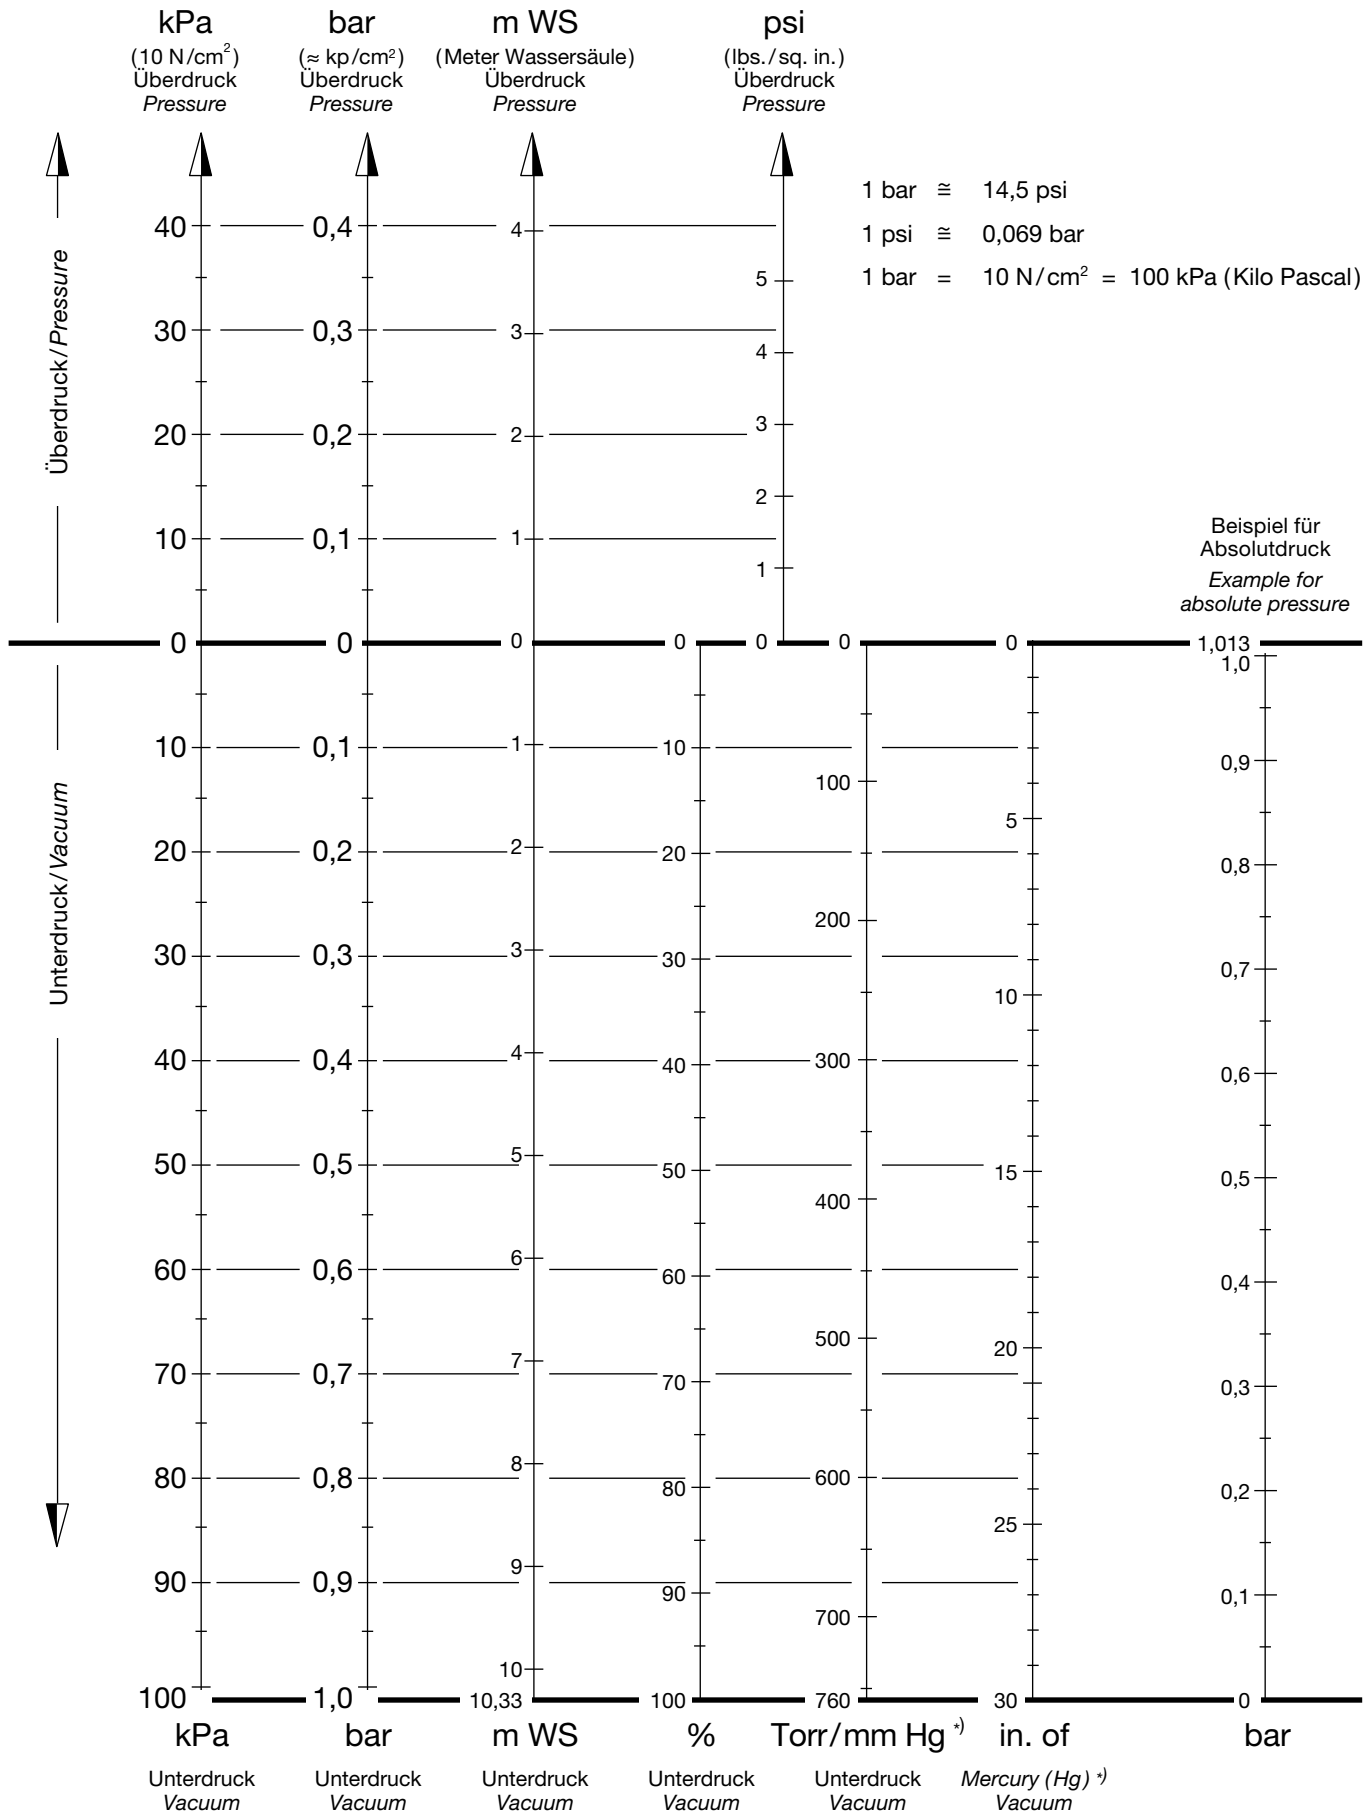 kPa bar m WS psi
(10 N/cm²) (≈ kp/cm²) (Meter Wassersäule) (lbs./sq. in.)
Überdruck Überdruck Überdruck Überdruck
Pressure Pressure Pressure Pressure
1 bar ≅ 14,5 psi
40 0,4 4
1 psi ≅ 0,069 bar
5
1 bar = 10 N/cm² = 100 kPa (Kilo Pascal)
Überdruck/Pressure
30 0,3 3
4
3
20 0,2 2
2
Beispiel für
10 0,1 1
Absolutdruck
1
Example for
absolute pressure
0 0 0 0 0 0 0 1,013
1,0
10 0,1 1 10
0,9
100
5
Unterdruck/Vacuum
20 0,2 2 20
0,8
200
30 0,3 3 30
0,7
10
40 0,4 4 40 300
0,6
50 0,5 5 50 15
0,5
400
60 0,6 6 60
0,4
500
20
70 0,7 7 70
0,3
80 0,8 8 80 600
0,2
25
90 0,9 9 90
0,1
700
10
100 1,0 10,33 100 760 30 0
kPa bar m WS % Torr/mm Hg *) in. of bar
Unterdruck Unterdruck Unterdruck Unterdruck Unterdruck Mercury (Hg) *)
Vacuum Vacuum Vacuum Vacuum Vacuum Vacuum